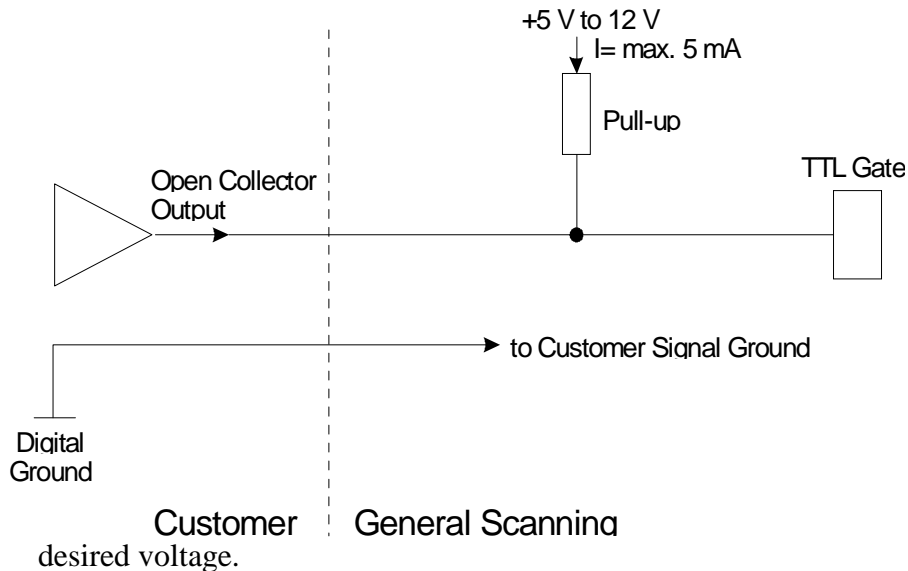 +5 V to 12 V
I= max. 5 mA
Pull-up
TTL Gate
Open Collector
Output
to Customer Signal Ground
Digital
Ground
Customer
General Scanning
desired voltage.